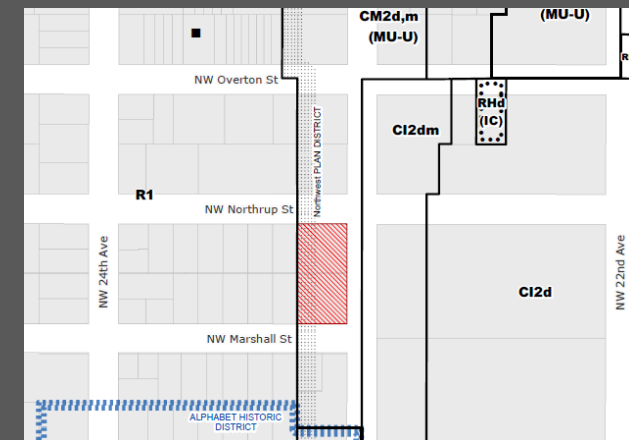 CM2d,m
(MU-U)
(MU-U)
NW Overton St
RHd
(IC)
R
CI2dm
Northwest PLAN DISTRICT
R1
NW Northrup St
NW 24th Ave
NW 22nd Ave
CI2d
NW Marshall St
ALPHABET HISTORIC
DISTRICT